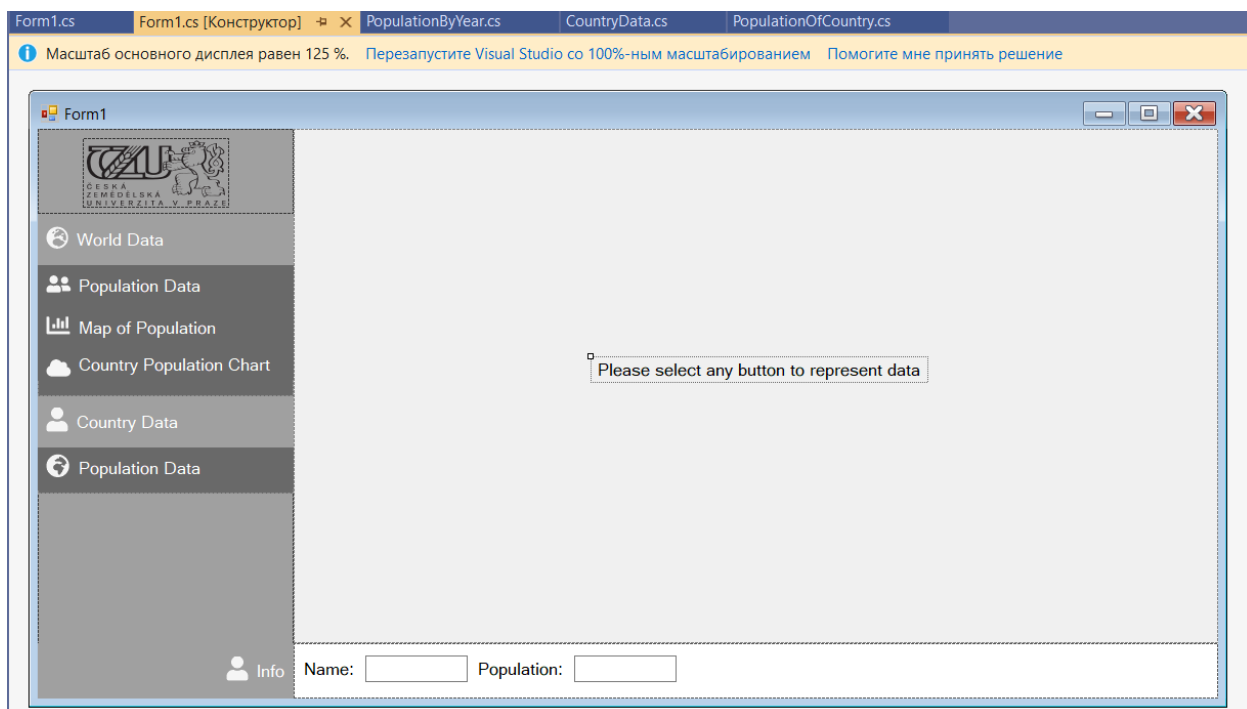 Form1.cs Form1.cs [Конструктор] PopulationByYear.cs CountryData.cs PopulationOfCountry.cs
Масштаб основного дисплея равен 125 %. Перезапустите Visual Studio со 100%-ным масштабированием Помогите мне принять решение
Form1
ČESKÁ
ZEMĚDĚLSKÁ
UNIVERZITA V PRAZE
World Data
Population Data
Map of Population
Country Population Chart
Please select any button to represent data
Country Data
Population Data
Info Name: Population: